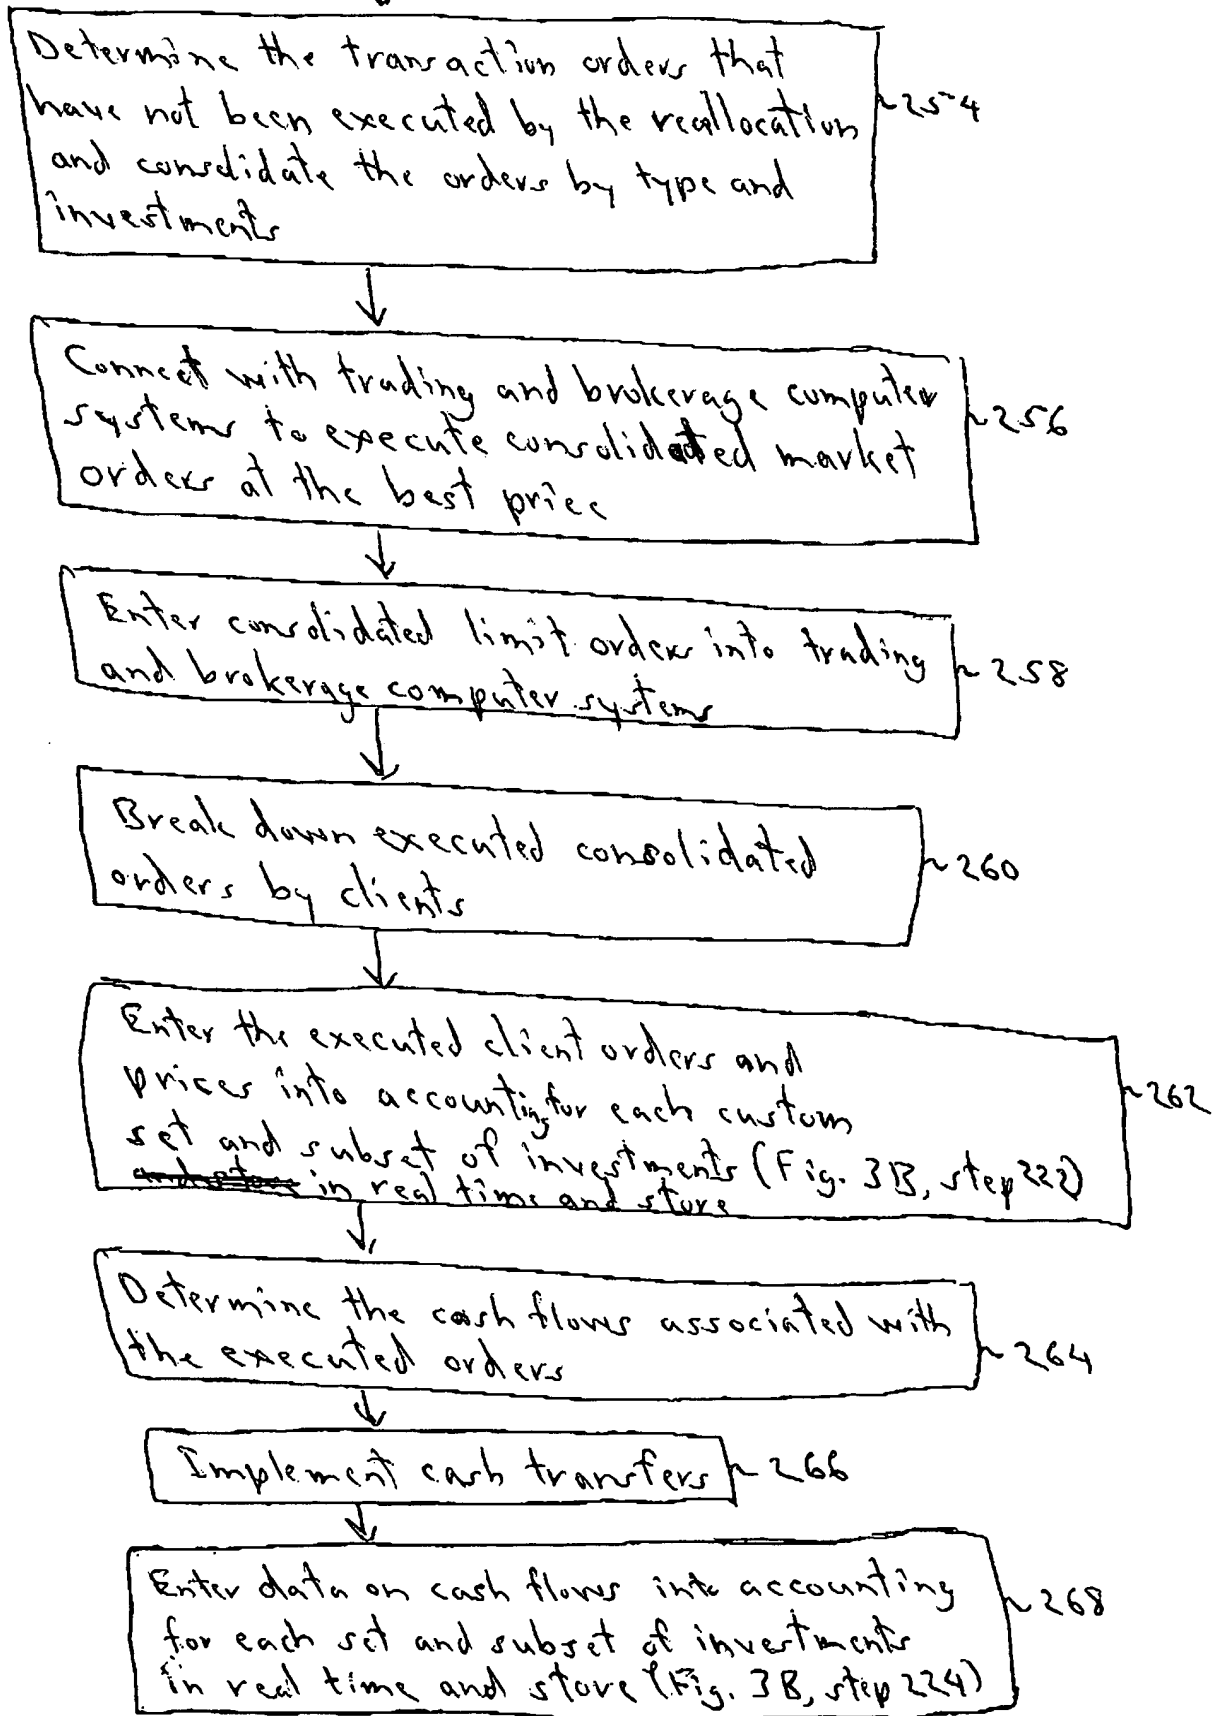 Determine the transaction orders that
have not been executed by the reallocation
and consolidate the orders by type and
investments
254
Connect with trading and brokerage computer
systems to execute consolidated market
orders at the best price
256
Enter consolidated limit orders into trading
and brokerage computer systems
258
Break down executed consolidated
orders by clients
260
Enter the executed client orders and
prices into accounting for each custom
set and subset of investments (Fig. 3B, step 222)
in real time and store
262
Determine the cash flows associated with
the executed orders
264
Implement cash transfers
266
Enter data on cash flows into accounting
for each set and subset of investments
in real time and store (Fig. 3B, step 224)
268